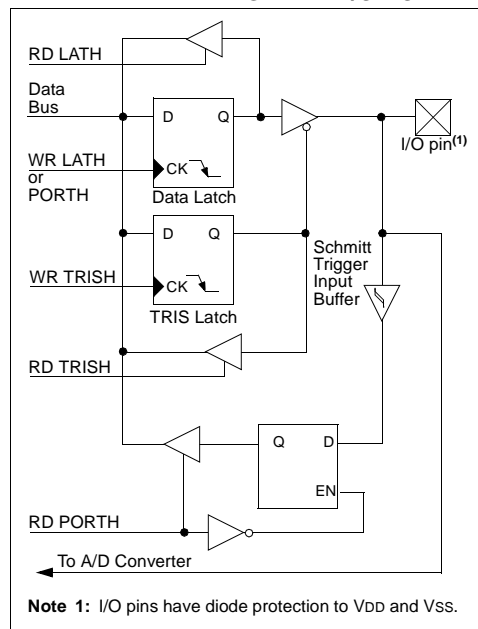 RD LATH
Data
Bus
D Q
I/O pin(1)
WR LATH
or
PORTH
CK
Data Latch
D Q
Schmitt
Trigger
Input
Buffer
WR TRISH
CK
TRIS Latch
RD TRISH
Q D
EN
RD PORTH
To A/D Converter
Note 1: I/O pins have diode protection to VDD and VSS.